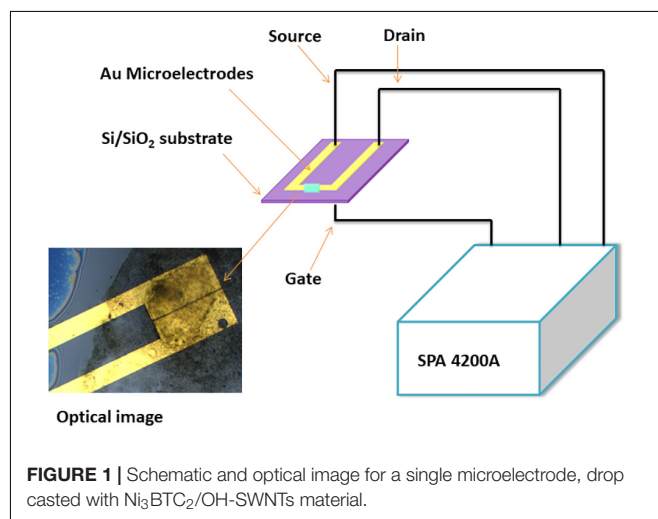 Source
Drain
Au Microelectrodes
Si/SiO₂ substrate
Gate
SPA 4200A
Optical image
FIGURE 1 | Schematic and optical image for a single microelectrode, drop
casted with Ni₃BTC₂/OH-SWNTs material.